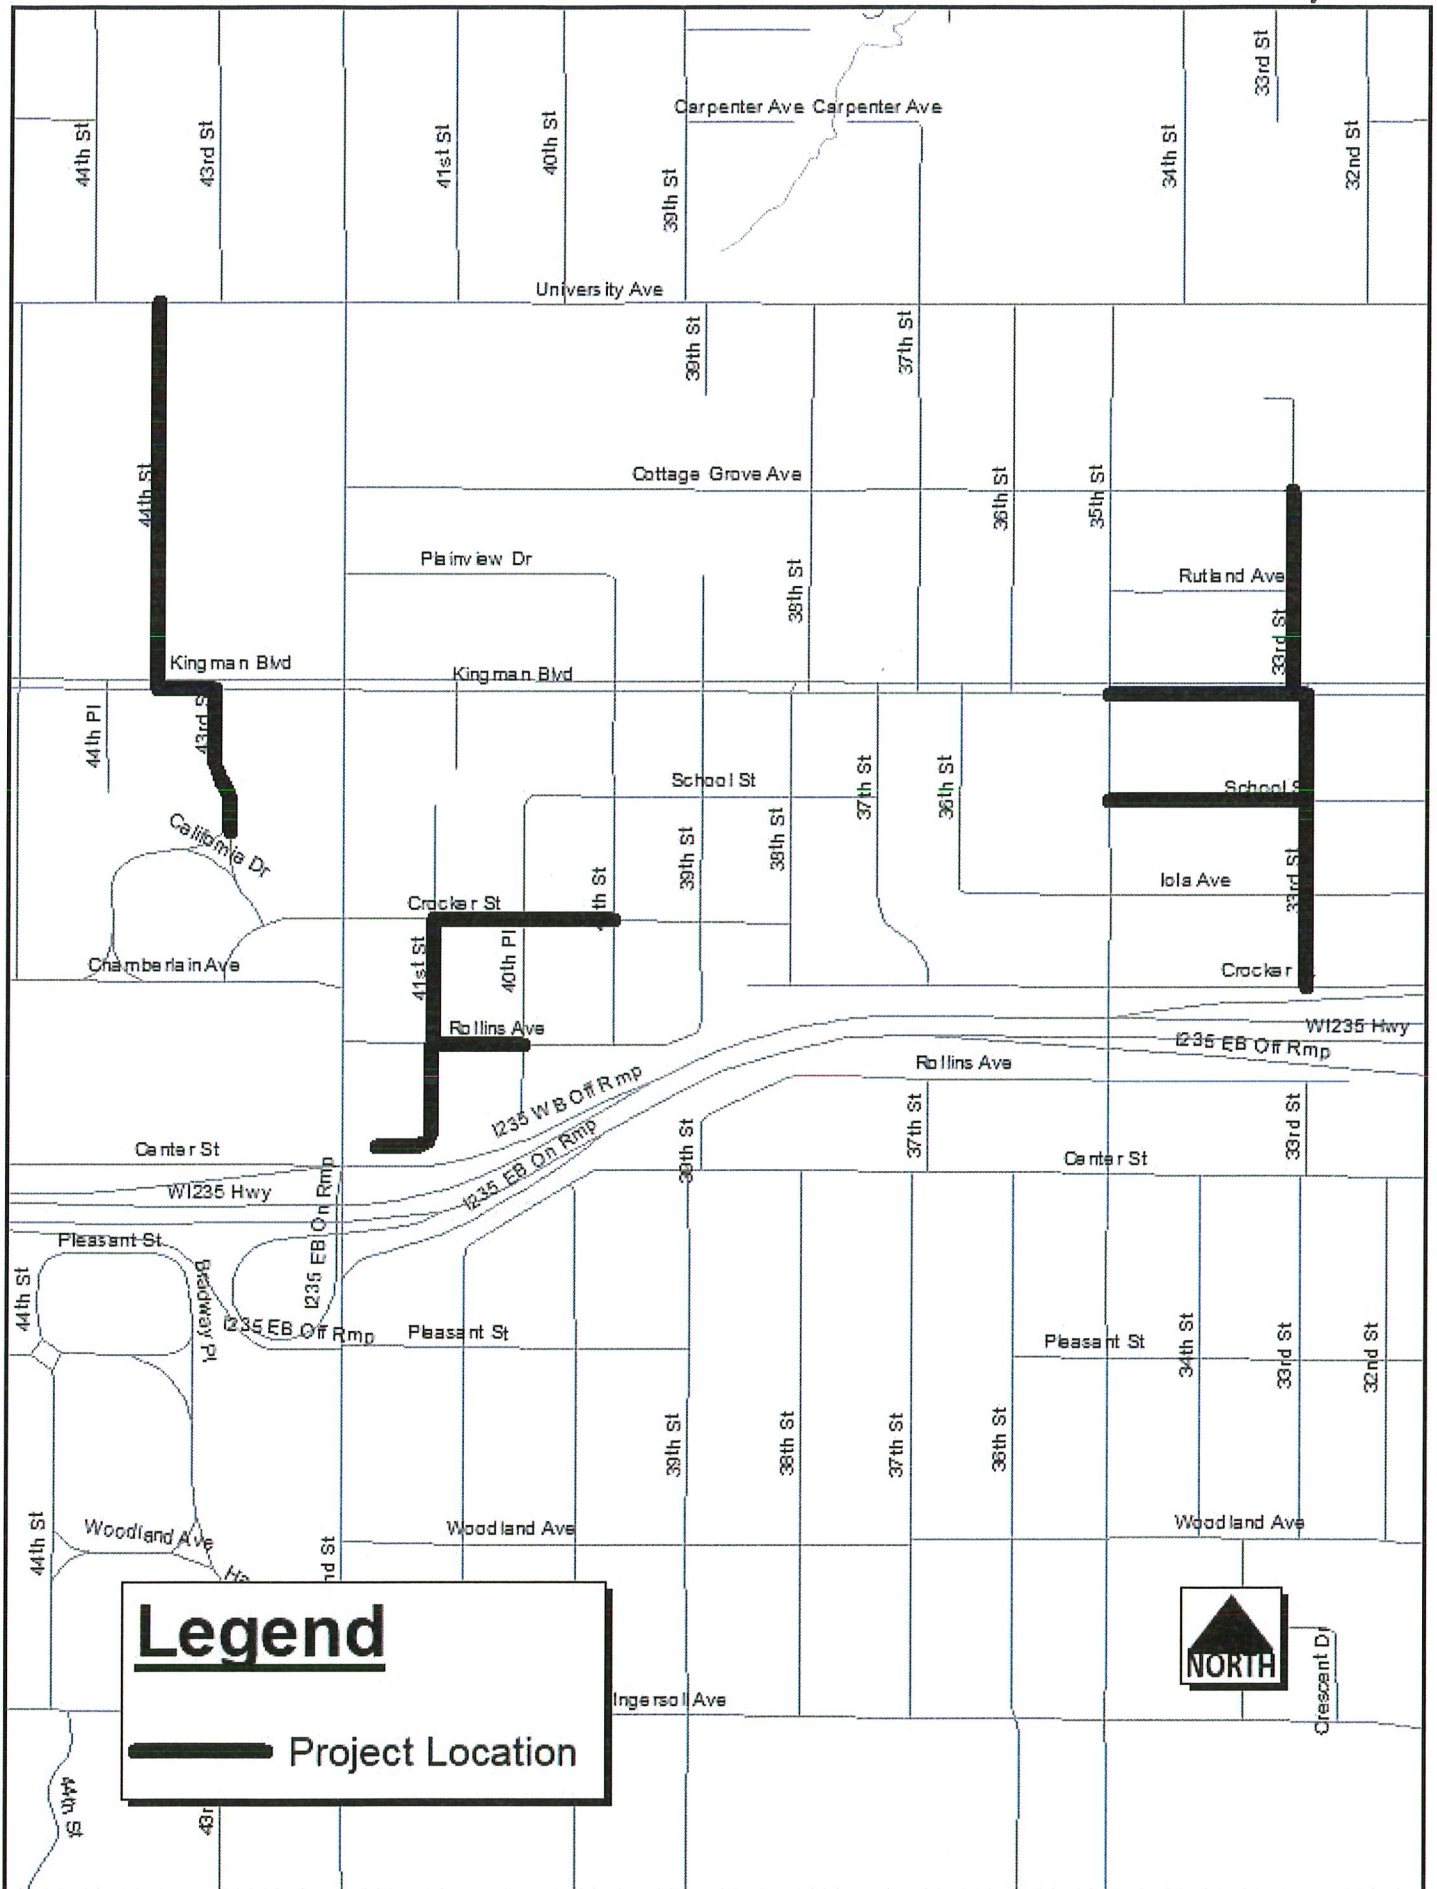 33rd St
Carpenter Ave Carpenter Ave
44th St
43rd St
41st St
40th St
39th St
34th St
32nd St
University Ave
39th St
37th St
Cottage Grove Ave
44th St
36th St
35th St
Plainview Dr
38th St
Rutland Ave
33rd St
Kingman Blvd
Kingman Blvd
44th Pl
43rd S
School St
37th St
36th St
School S
California Dr
39th St
38th St
Iola Ave
33rd St
th St
Crocker St
41st St
40th Pl
Chamberlain Ave
Crocker
Rollins Ave
WI235 Hwy
I235 EB Off Rmp
Rollins Ave
I235 WB Off Rmp
37th St
33rd St
39th St
Center St
I235 EB On Rmp
Center St
WI235 Hwy
I235 EB On Rmp
Pleasant St
44th St
Bradway Pl
I235 EB Off Rmp
Pleasant St
Pleasant St
34th St
33rd St
32nd St
39th St
38th St
37th St
36th St
44th St
Woodland Ave
Woodland Ave
Woodland Ave
nd St
Ha
Legend
Project Location
NORTH
Crescent Dr
Ingersol Ave
44th St
43r